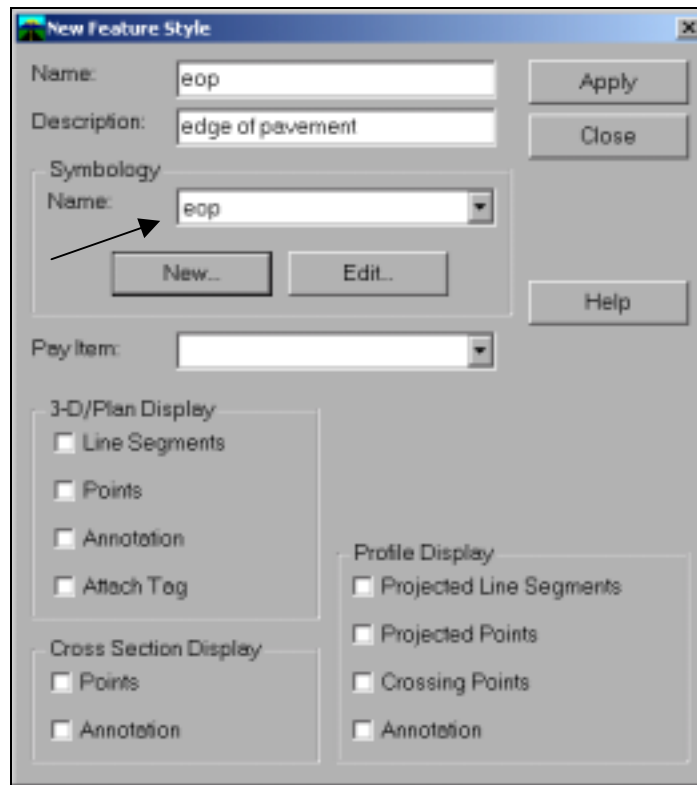 New Feature Style
Name: eop Apply
Description: edge of pavement Close
Symbology
Name: eop
New... Edit...
Help
Pay Item:
3-D/Plan Display
Line Segments
Points
Annotation
Attach Tag
Profile Display
Projected Line Segments
Projected Points
Crossing Points
Annotation
Cross Section Display
Points
Annotation